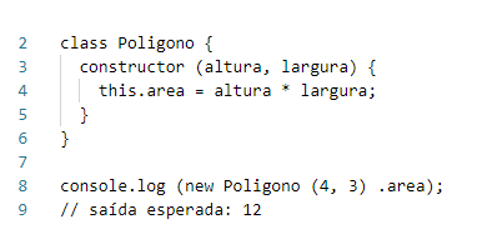 2 class Poligono {
3 constructor (altura, largura) {
4 this.area = altura * largura;
5 }
6 }
7
8 console.log (new Poligono (4, 3) .area);
9 // saída esperada: 12